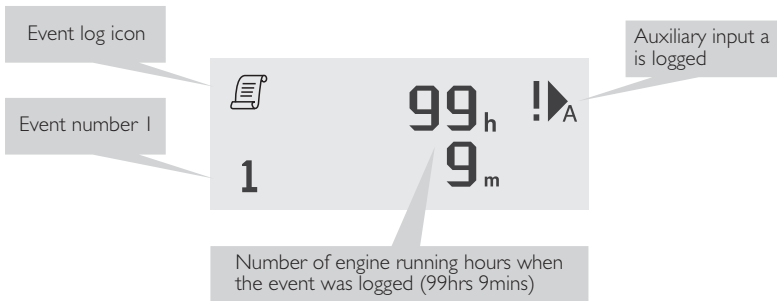 Event log icon
Auxiliary input a
is logged
Event number 1
99h
!
A
1
9m
Number of engine running hours when
the event was logged (99hrs 9mins)